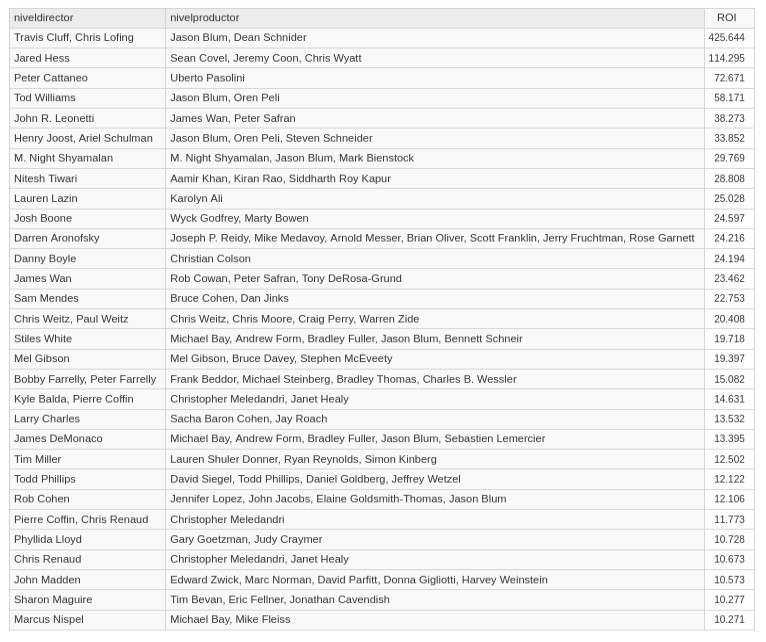 niveldirector nivelproductor ROI
Travis Cluff, Chris Lofing Jason Blum, Dean Schnider 425.644
Jared Hess Sean Covel, Jeremy Coon, Chris Wyatt 114.295
Peter Cattaneo Uberto Pasolini 72.671
Tod Williams Jason Blum, Oren Peli 58.171
John R. Leonetti James Wan, Peter Safran 38.273
Henry Joost, Ariel Schulman Jason Blum, Oren Peli, Steven Schneider 33.852
M. Night Shyamalan M. Night Shyamalan, Jason Blum, Mark Bienstock 29.769
Nitesh Tiwari Aamir Khan, Kiran Rao, Siddharth Roy Kapur 28.808
Lauren Lazin Karolyn Ali 25.028
Josh Boone Wyck Godfrey, Marty Bowen 24.597
Darren Aronofsky Joseph P. Reidy, Mike Medavoy, Arnold Messer, Brian Oliver, Scott Franklin, Jerry Fruchtman, Rose Garnett 24.216
Danny Boyle Christian Colson 24.194
James Wan Rob Cowan, Peter Safran, Tony DeRosa-Grund 23.462
Sam Mendes Bruce Cohen, Dan Jinks 22.753
Chris Weitz, Paul Weitz Chris Weitz, Chris Moore, Craig Perry, Warren Zide 20.408
Stiles White Michael Bay, Andrew Form, Bradley Fuller, Jason Blum, Bennett Schneir 19.718
Mel Gibson Mel Gibson, Bruce Davey, Stephen McEveety 19.397
Bobby Farrelly, Peter Farrelly Frank Beddor, Michael Steinberg, Bradley Thomas, Charles B. Wessler 15.082
Kyle Balda, Pierre Coffin Christopher Meledandri, Janet Healy 14.631
Larry Charles Sacha Baron Cohen, Jay Roach 13.532
James DeMonaco Michael Bay, Andrew Form, Bradley Fuller, Jason Blum, Sebastien Lemercier 13.395
Tim Miller Lauren Shuler Donner, Ryan Reynolds, Simon Kinberg 12.502
Todd Phillips David Siegel, Todd Phillips, Daniel Goldberg, Jeffrey Wetzel 12.122
Rob Cohen Jennifer Lopez, John Jacobs, Elaine Goldsmith-Thomas, Jason Blum 12.106
Pierre Coffin, Chris Renaud Christopher Meledandri 11.773
Phyllida Lloyd Gary Goetzman, Judy Craymer 10.728
Chris Renaud Christopher Meledandri, Janet Healy 10.673
John Madden Edward Zwick, Marc Norman, David Parfitt, Donna Gigliotti, Harvey Weinstein 10.573
Sharon Maguire Tim Bevan, Eric Fellner, Jonathan Cavendish 10.277
Marcus Nispel Michael Bay, Mike Fleiss 10.271